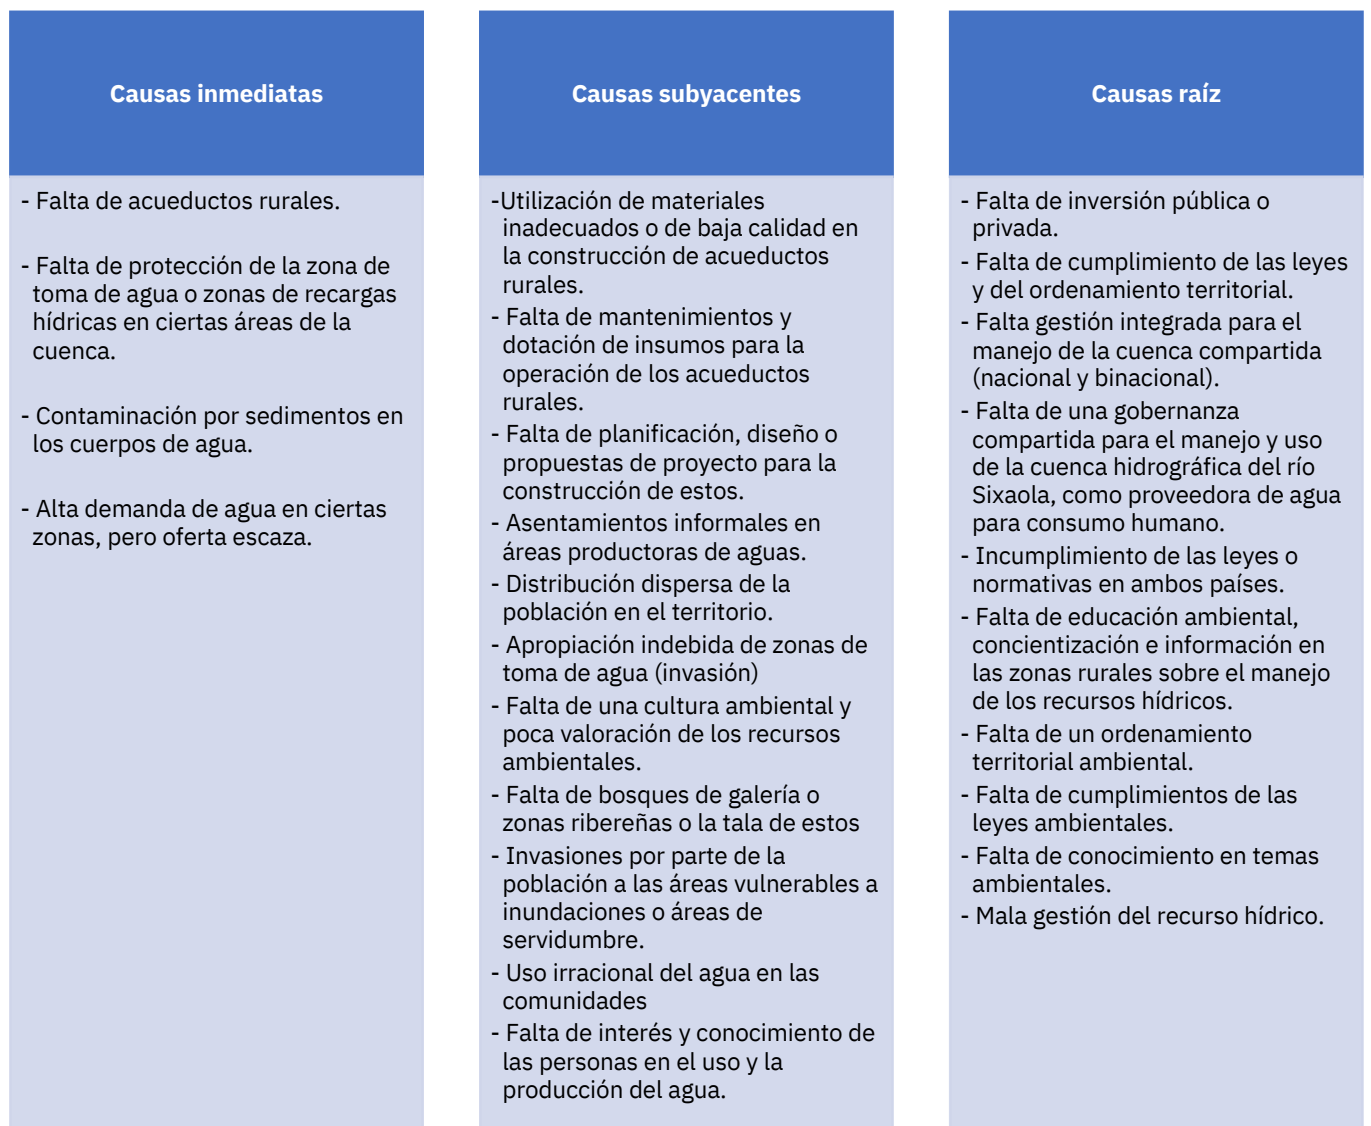 Causas inmediatas
- Falta de acueductos rurales.
- Falta de protección de la zona de
toma de agua o zonas de recargas
hídricas en ciertas áreas de la
cuenca.
- Contaminación por sedimentos en
los cuerpos de agua.
- Alta demanda de agua en ciertas
zonas, pero oferta escaza.
Causas subyacentes
-Utilización de materiales
inadecuados o de baja calidad en
la construcción de acueductos
rurales.
- Falta de mantenimientos y
dotación de insumos para la
operación de los acueductos
rurales.
- Falta de planificación, diseño o
propuestas de proyecto para la
construcción de estos.
- Asentamientos informales en
áreas productoras de aguas.
- Distribución dispersa de la
población en el territorio.
- Apropiación indebida de zonas de
toma de agua (invasión)
- Falta de una cultura ambiental y
poca valoración de los recursos
ambientales.
- Falta de bosques de galería o
zonas ribereñas o la tala de estos
- Invasiones por parte de la
población a las áreas vulnerables a
inundaciones o áreas de
servidumbre.
- Uso irracional del agua en las
comunidades
- Falta de interés y conocimiento de
las personas en el uso y la
producción del agua.
Causas raíz
- Falta de inversión pública o
privada.
- Falta de cumplimiento de las leyes
y del ordenamiento territorial.
- Falta gestión integrada para el
manejo de la cuenca compartida
(nacional y binacional).
- Falta de una gobernanza
compartida para el manejo y uso
de la cuenca hidrográfica del río
Sixaola, como proveedora de agua
para consumo humano.
- Incumplimiento de las leyes o
normativas en ambos países.
- Falta de educación ambiental,
concientización e información en
las zonas rurales sobre el manejo
de los recursos hídricos.
- Falta de un ordenamiento
territorial ambiental.
- Falta de cumplimientos de las
leyes ambientales.
- Falta de conocimiento en temas
ambientales.
- Mala gestión del recurso hídrico.